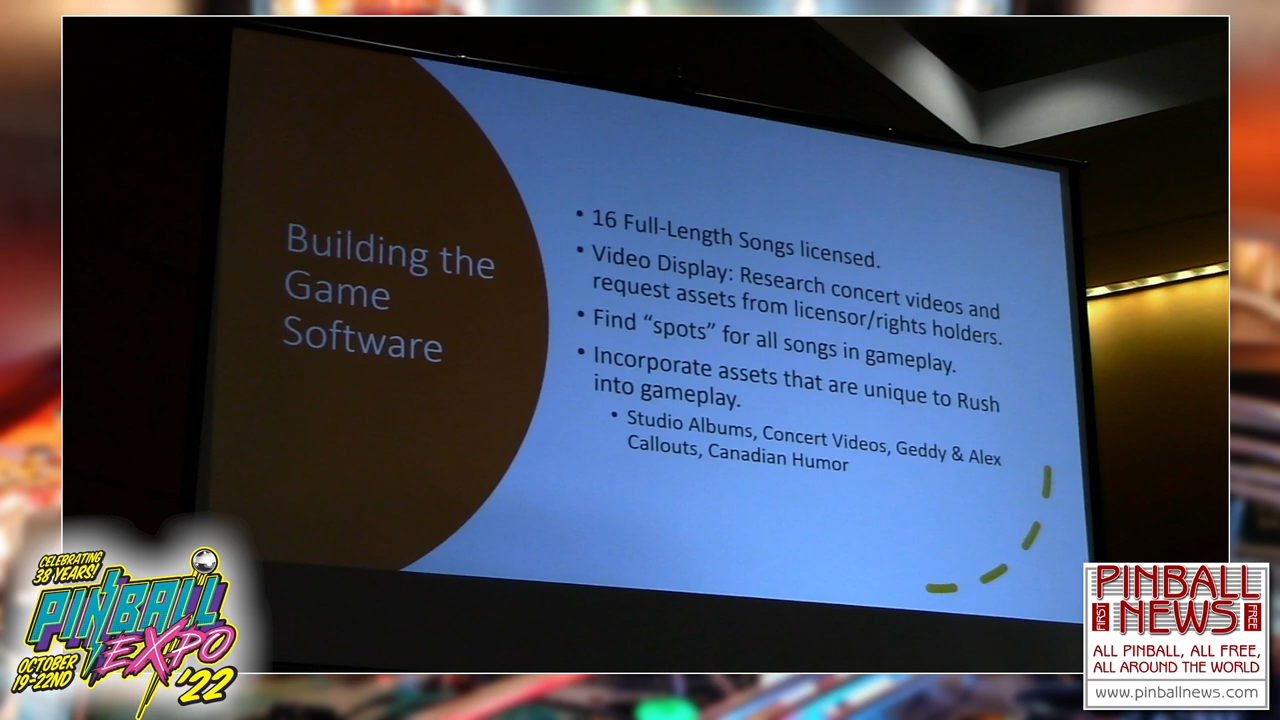 Building the
Game
Software
• 16 Full-Length Songs licensed.
• Video Display: Research concert videos and
request assets from licensor/rights holders.
• Find “spots” for all songs in gameplay.
• Incorporate assets that are unique to Rush
into gameplay.
• Studio Albums, Concert Videos, Geddy & Alex
Callouts, Canadian Humor
CELEBRATING
38 YEARS!
PINBALL
EXPO
OCTOBER
19-22ND
'22
PINBALL
FIRST NEWS FREE
ALL PINBALL, ALL FREE,
ALL AROUND THE WORLD
www.pinballnews.com